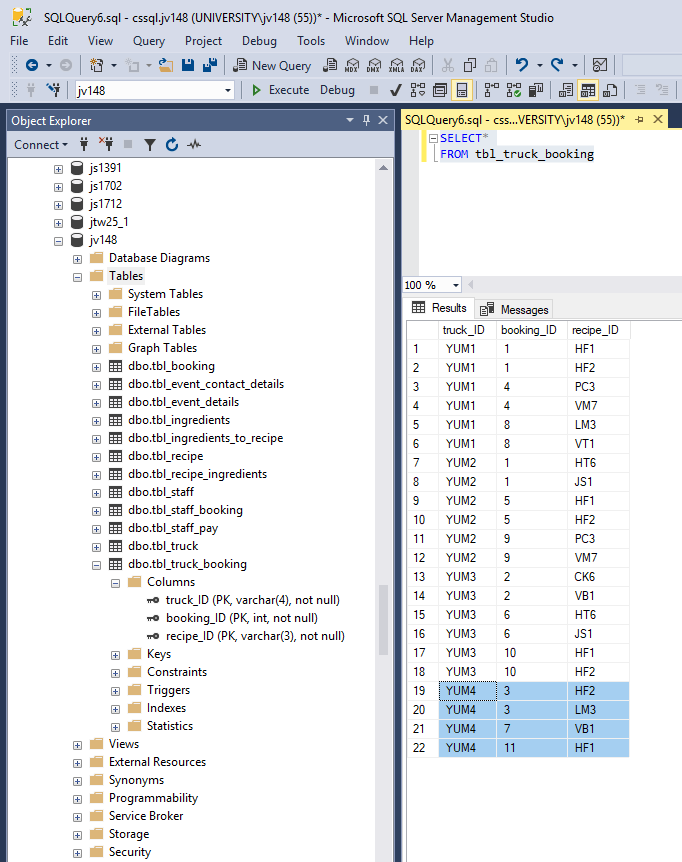 SQLQuery6.sql - cssql.jv148 (UNIVERSITY\jv148 (55))* - Microsoft SQL Server Management Studio
File Edit View Query Project Debug Tools Window Help
New Query MDX DMX XMLA DAX
jv148 Execute Debug
Object Explorer
Connect
js1391
js1702
js1712
jtw25_1
jv148
Database Diagrams
Tables
System Tables
FileTables
External Tables
Graph Tables
dbo.tbl_booking
dbo.tbl_event_contact_details
dbo.tbl_event_details
dbo.tbl_ingredients
dbo.tbl_ingredients_to_recipe
dbo.tbl_recipe
dbo.tbl_recipe_ingredients
dbo.tbl_staff
dbo.tbl_staff_booking
dbo.tbl_staff_pay
dbo.tbl_truck
dbo.tbl_truck_booking
Columns
truck_ID (PK, varchar(4), not null)
booking_ID (PK, int, not null)
recipe_ID (PK, varchar(3), not null)
Keys
Constraints
Triggers
Indexes
Statistics
Views
External Resources
Synonyms
Programmability
Service Broker
Storage
Security
SQLQuery6.sql - css...VERSITY\jv148 (55))*
SELECT*
FROM tbl_truck_booking
100 %
Results Messages
truck_ID booking_ID recipe_ID
1 YUM1 1 HF1
2 YUM1 1 HF2
3 YUM1 4 PC3
4 YUM1 4 VM7
5 YUM1 8 LM3
6 YUM1 8 VT1
7 YUM2 1 HT6
8 YUM2 1 JS1
9 YUM2 5 HF1
10 YUM2 5 HF2
11 YUM2 9 PC3
12 YUM2 9 VM7
13 YUM3 2 CK6
14 YUM3 2 VB1
15 YUM3 6 HT6
16 YUM3 6 JS1
17 YUM3 10 HF1
18 YUM3 10 HF2
19 YUM4 3 HF2
20 YUM4 3 LM3
21 YUM4 7 VB1
22 YUM4 11 HF1